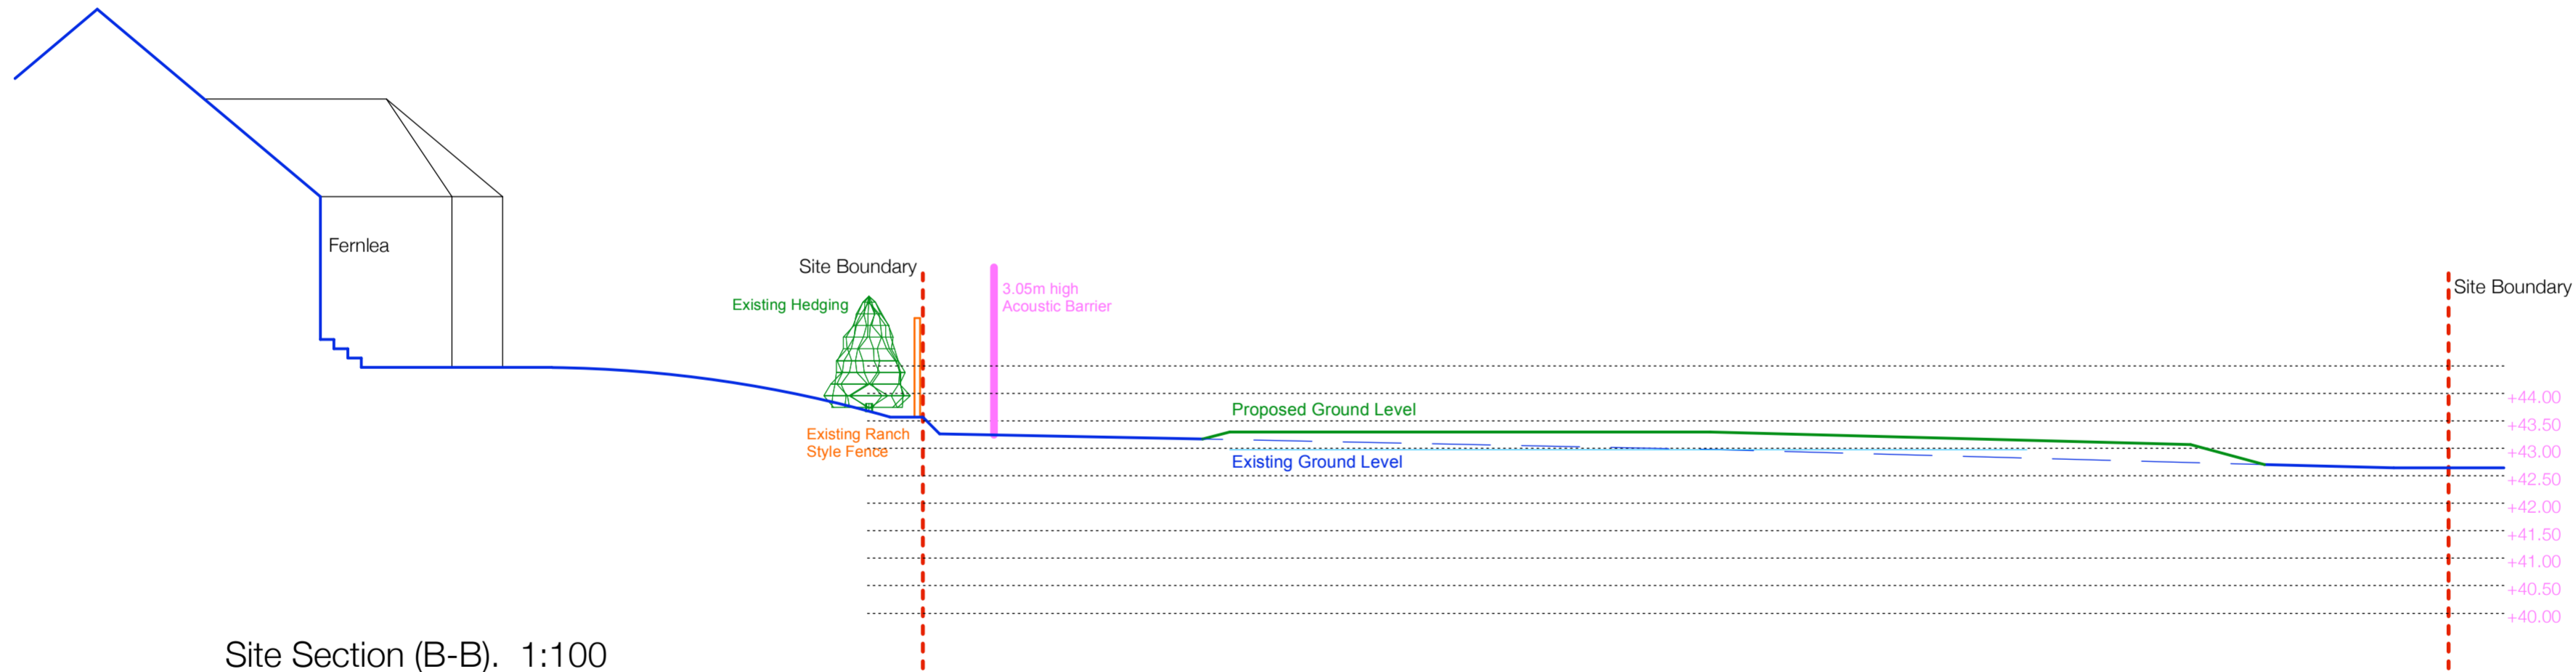 Fernlea
Site Boundary
Existing Hedging
3.05m high
Acoustic Barrier
Site Boundary
Existing Ranch
Style Fence
Proposed Ground Level
Existing Ground Level
+44.00
+43.50
+43.00
+42.50
+42.00
+41.50
+41.00
+40.50
+40.00
Site Section (B-B). 1:100